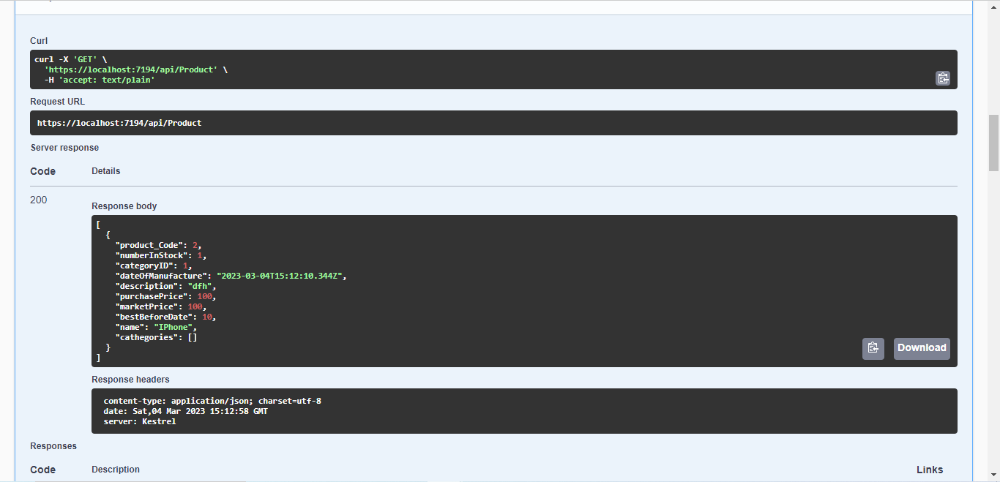 Curl
curl -X 'GET' \
  'https://localhost:7194/api/Product' \
  -H 'accept: text/plain'
Request URL
https://localhost:7194/api/Product
Server response
Code Details
200
Response body
[
  {
    "product_Code": 2,
    "numberInStock": 1,
    "categoryID": 1,
    "dateOfManufacture": "2023-03-04T15:12:10.344Z",
    "description": "dfh",
    "purchasePrice": 100,
    "marketPrice": 100,
    "bestBeforeDate": 10,
    "name": "IPhone",
    "cathegories": []
  }
]
Download
Response headers
content-type: application/json; charset=utf-8
date: Sat,04 Mar 2023 15:12:58 GMT
server: Kestrel
Responses
Code Description Links